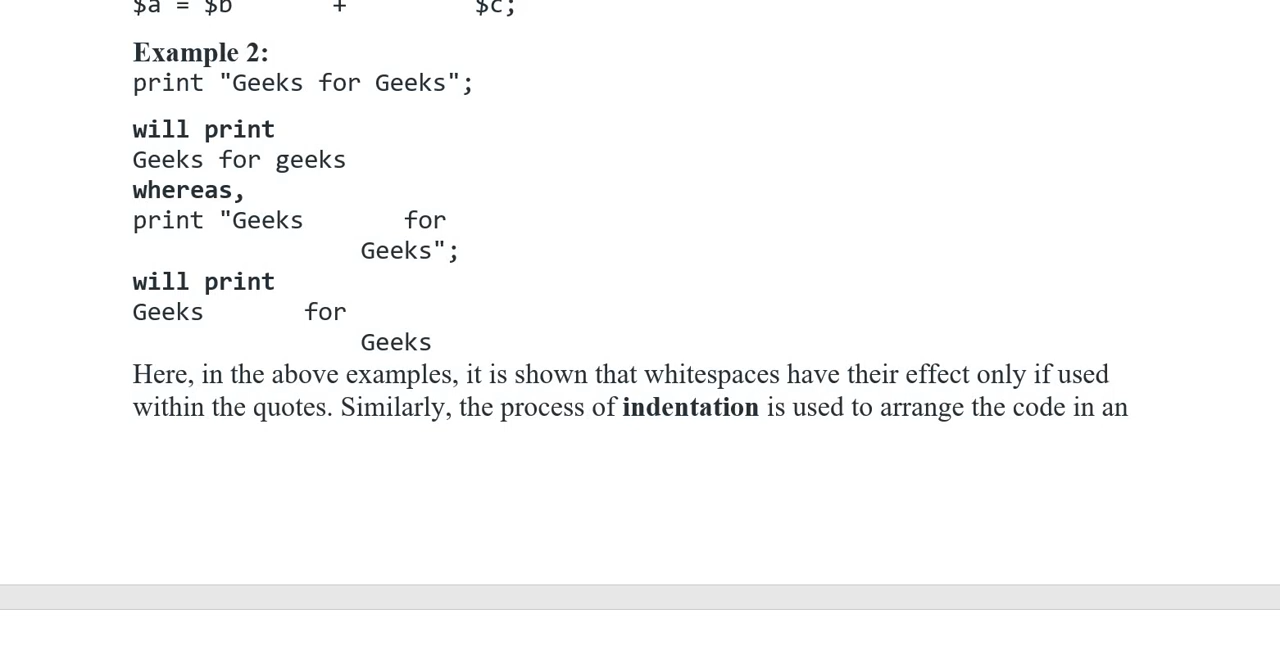 $a = $b        +         $c;
Example 2:
print "Geeks for Geeks";
will print
Geeks for geeks
whereas,
print "Geeks       for
                Geeks";
will print
Geeks       for
                Geeks
Here, in the above examples, it is shown that whitespaces have their effect only if used
within the quotes. Similarly, the process of indentation is used to arrange the code in an